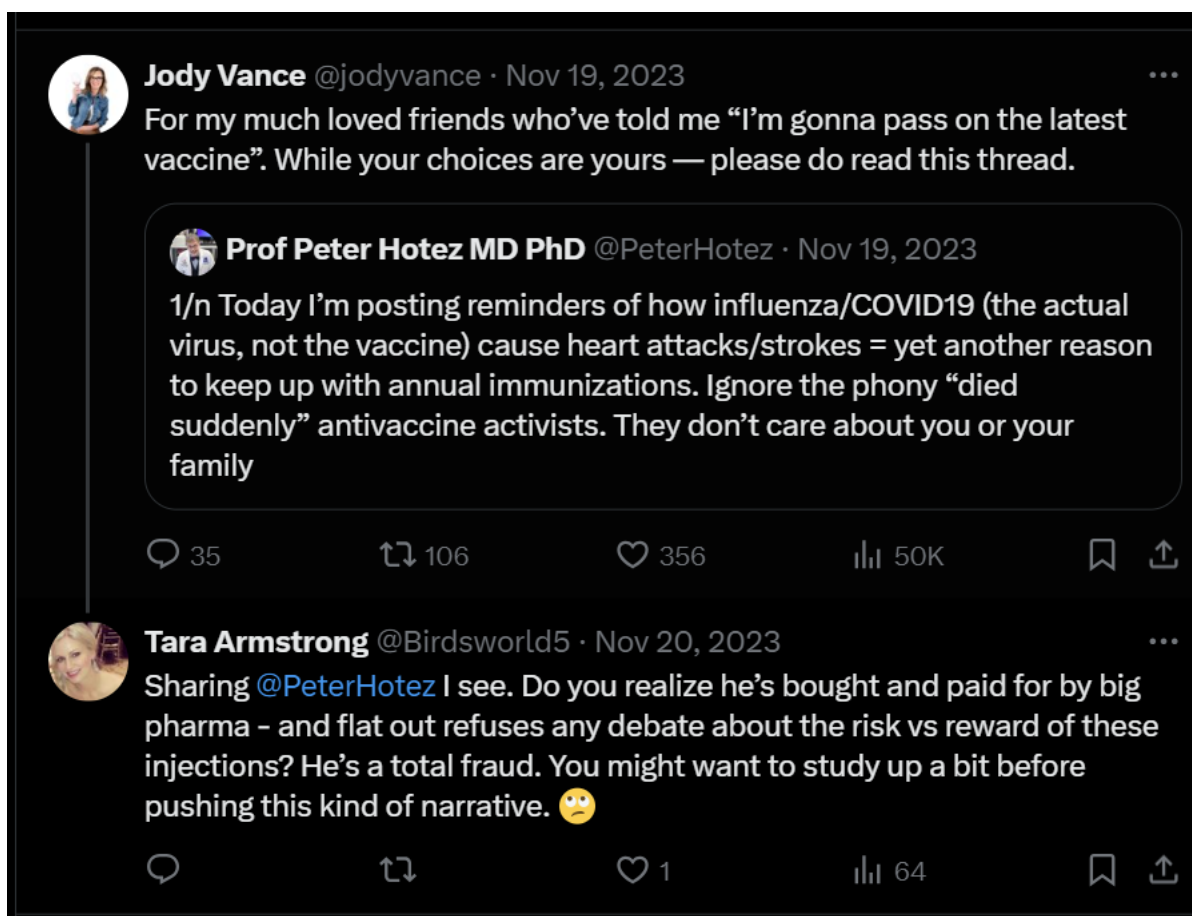 Jody Vance @jodyvance · Nov 19, 2023
For my much loved friends who’ve told me “I’m gonna pass on the latest
vaccine”. While your choices are yours — please do read this thread.
Prof Peter Hotez MD PhD @PeterHotez · Nov 19, 2023
1/n Today I’m posting reminders of how influenza/COVID19 (the actual
virus, not the vaccine) cause heart attacks/strokes = yet another reason
to keep up with annual immunizations. Ignore the phony “died
suddenly” antivaccine activists. They don’t care about you or your
family
35 106 356 50K
Tara Armstrong @Birdsworld5 · Nov 20, 2023
Sharing @PeterHotez I see. Do you realize he’s bought and paid for by big
pharma - and flat out refuses any debate about the risk vs reward of these
injections? He’s a total fraud. You might want to study up a bit before
pushing this kind of narrative. 🙄
1 64